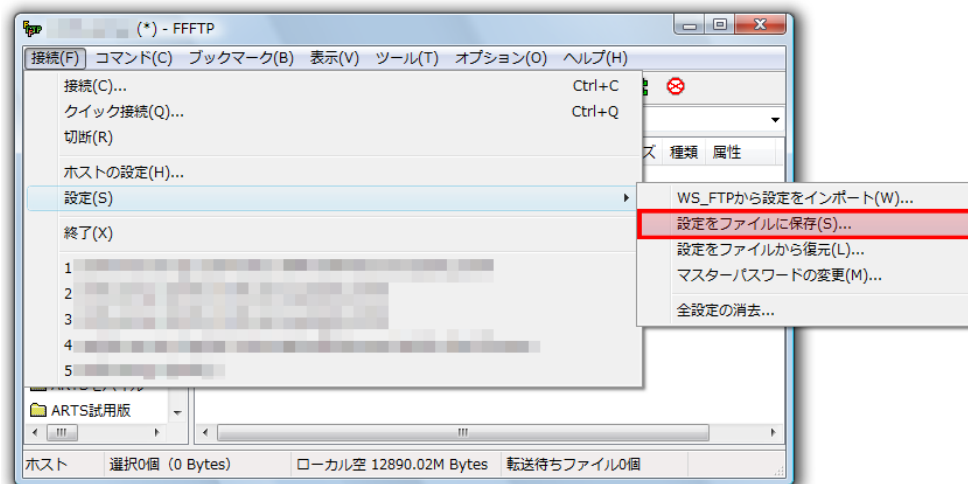 (*) - FFFTP
接続(F) コマンド(C) ブックマーク(B) 表示(V) ツール(T) オプション(O) ヘルプ(H)
接続(C)... Ctrl+C
クイック接続(Q)... Ctrl+Q
切断(R)
ズ 種類 属性
ホストの設定(H)...
設定(S)
WS_FTPから設定をインポート(W)...
設定をファイルに保存(S)...
設定をファイルから復元(L)...
マスターパスワードの変更(M)...
全設定の消去...
終了(X)
1
2
3
4
5
ARTS試用版
ホスト 選択0個 (0 Bytes) ローカル空 12890.02M Bytes 転送待ちファイル0個